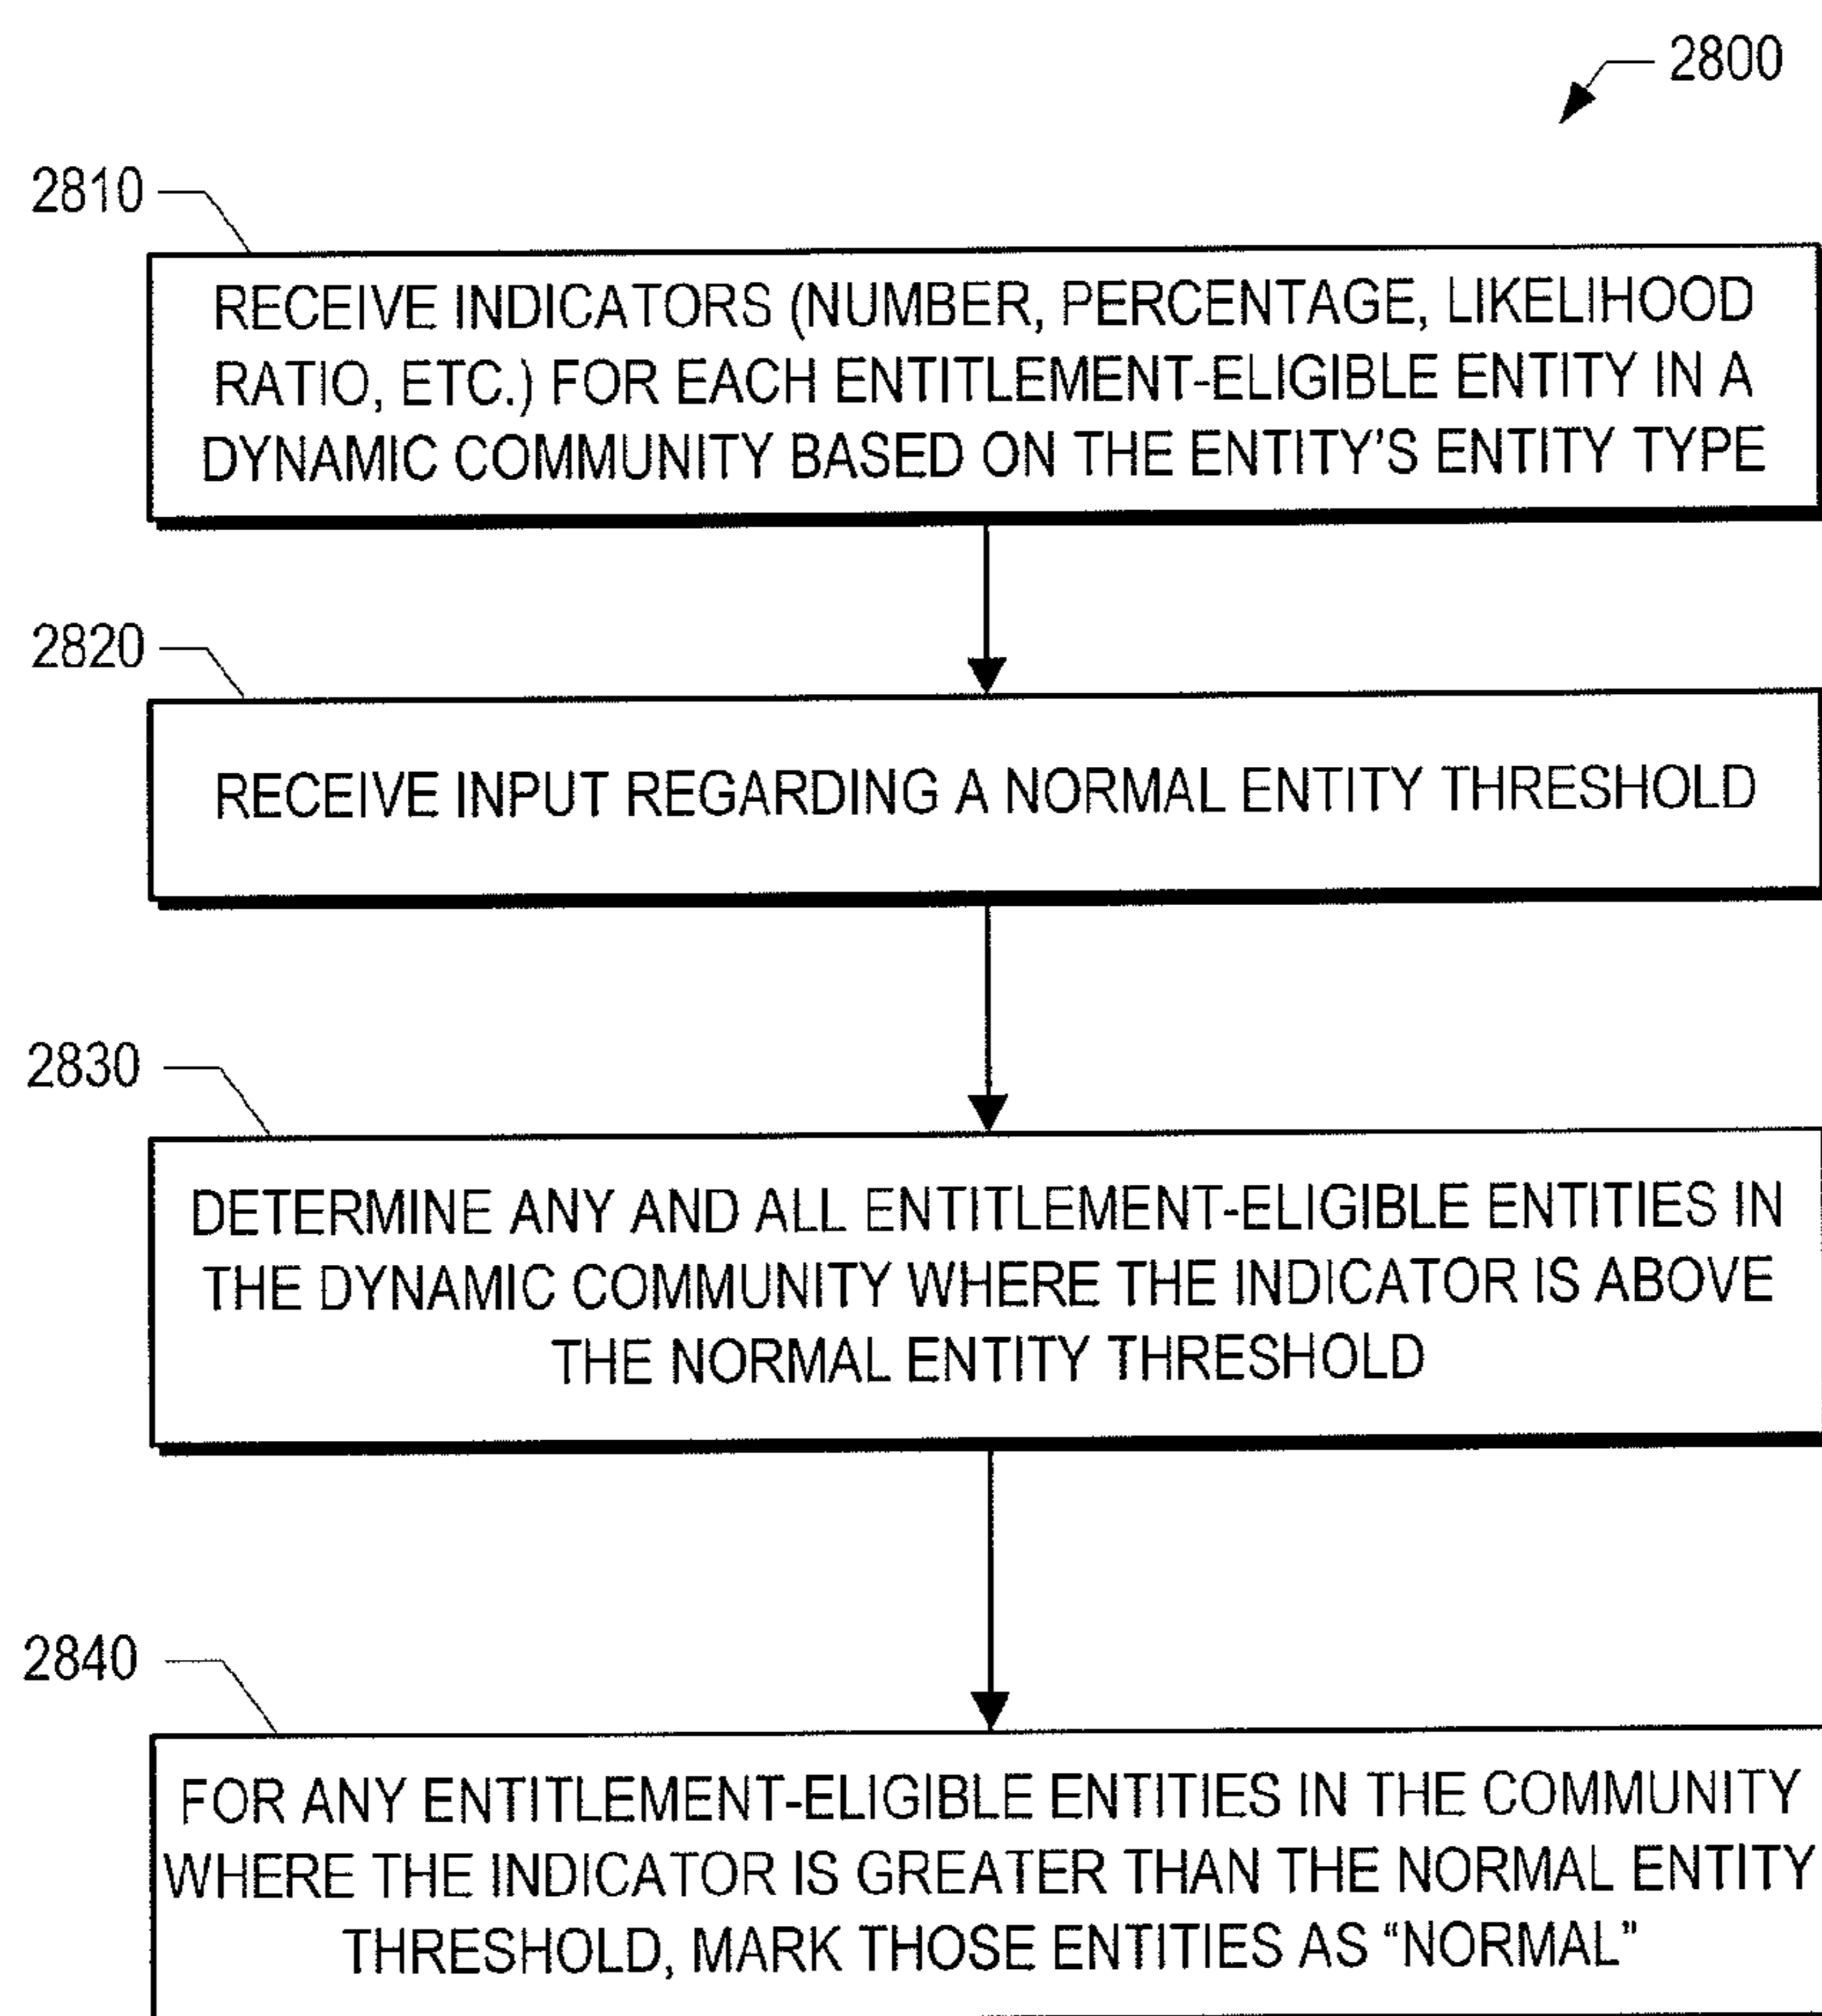 2800
2810
RECEIVE INDICATORS (NUMBER, PERCENTAGE, LIKELIHOOD
RATIO, ETC.) FOR EACH ENTITLEMENT-ELIGIBLE ENTITY IN A
DYNAMIC COMMUNITY BASED ON THE ENTITY'S ENTITY TYPE
2820
RECEIVE INPUT REGARDING A NORMAL ENTITY THRESHOLD
2830
DETERMINE ANY AND ALL ENTITLEMENT-ELIGIBLE ENTITIES IN
THE DYNAMIC COMMUNITY WHERE THE INDICATOR IS ABOVE
THE NORMAL ENTITY THRESHOLD
2840
FOR ANY ENTITLEMENT-ELIGIBLE ENTITIES IN THE COMMUNITY
WHERE THE INDICATOR IS GREATER THAN THE NORMAL ENTITY
THRESHOLD, MARK THOSE ENTITIES AS “NORMAL”